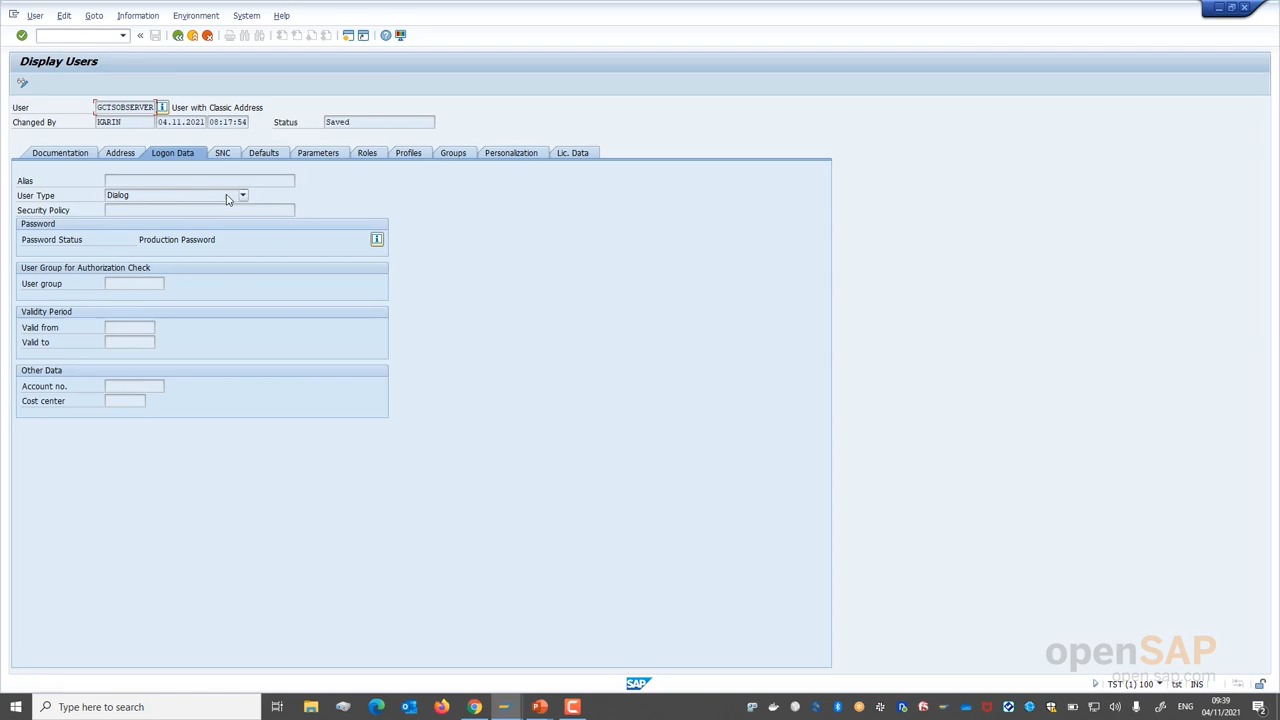 User Edit Goto Information Environment System Help
Display Users
User GCTSOBSERVER User with Classic Address
Changed By KARIN 04.11.2021 08:17:54 Status Saved
Documentation Address Logon Data SNC Defaults Parameters Roles Profiles Groups Personalization Lic. Data
Alias
User Type Dialog
Security Policy
Password
Password Status Production Password
User Group for Authorization Check
User group
Validity Period
Valid from
Valid to
Other Data
Account no.
Cost center
openSAP
open.sap.com
SAP TST (1) 100 tst INS
Type here to search ENG 09:39
04/11/2021